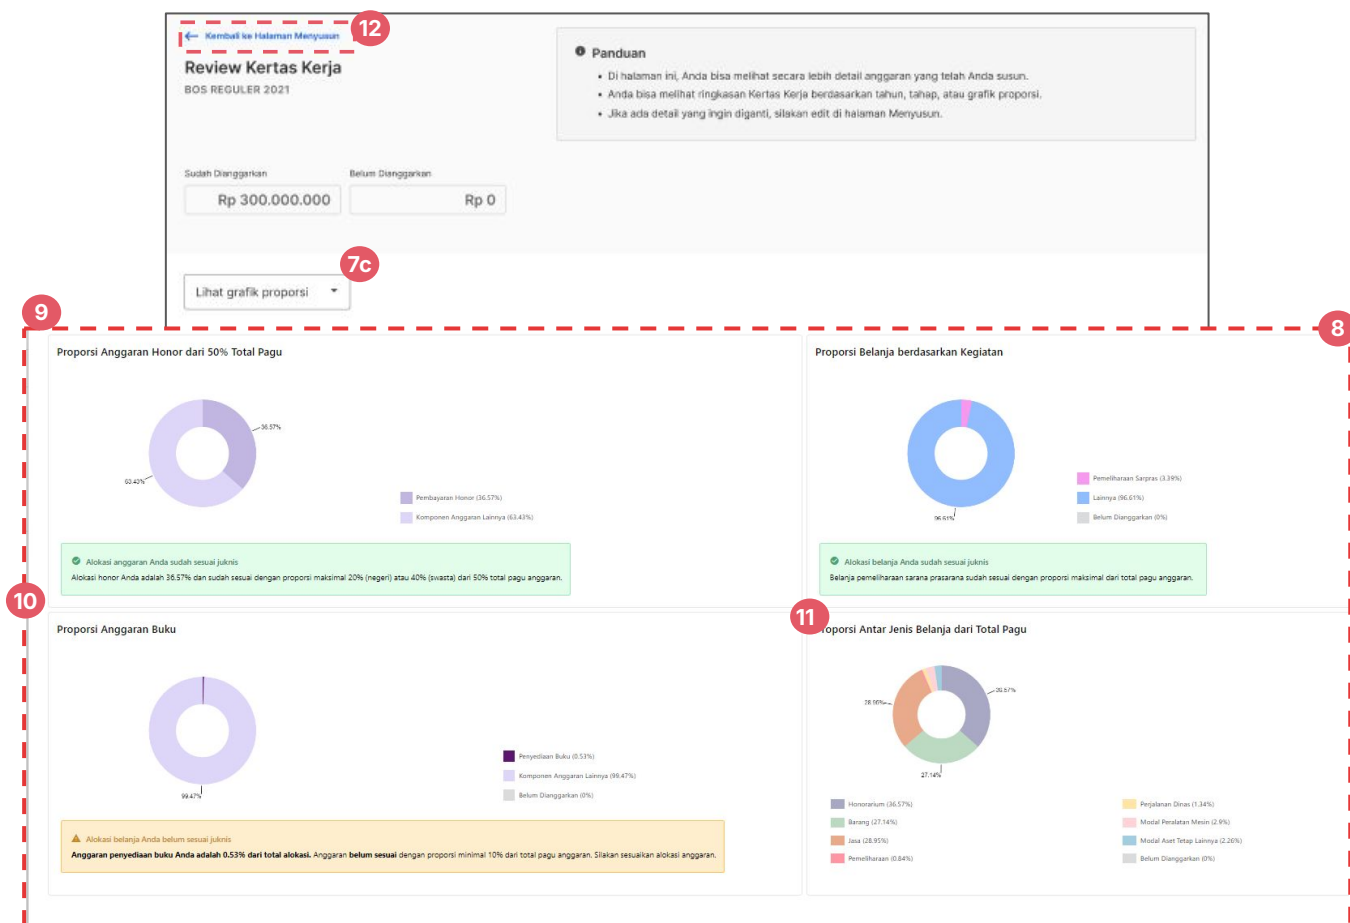 12
← Kembali ke Halaman Menyusun
Review Kertas Kerja
BOS REGULER 2021
Panduan
• Di halaman ini, Anda bisa melihat secara lebih detail anggaran yang telah Anda susun.
• Anda bisa melihat ringkasan Kertas Kerja berdasarkan tahun, tahap, atau grafik proporsi.
• Jika ada detail yang ingin diganti, silakan edit di halaman Menyusun.
Sudah Dianggarkan
Belum Dianggarkan
Rp 300.000.000
Rp 0
7c
Lihat grafik proporsi
9
8
Proporsi Anggaran Honor dari 50% Total Pagu
36.57%
63.43%
Pembayaran Honor (36.57%)
Komponen Anggaran Lainnya (63.43%)
Alokasi anggaran Anda sudah sesuai juknis
Alokasi honor Anda adalah 36.57% dan sudah sesuai dengan proporsi maksimal 20% (negeri) atau 40% (swasta) dari 50% total pagu anggaran.
Proporsi Belanja berdasarkan Kegiatan
96.61%
Pemeliharaan Sarpras (3.39%)
Lainnya (96.61%)
Belum Dianggarkan (0%)
Alokasi belanja Anda sudah sesuai juknis
Belanja pemeliharaan sarana prasarana sudah sesuai dengan proporsi maksimal dari total pagu anggaran.
10
Proporsi Anggaran Buku
99.47%
Penyediaan Buku (0.53%)
Komponen Anggaran Lainnya (99.47%)
Belum Dianggarkan (0%)
Alokasi belanja Anda belum sesuai juknis
Anggaran penyediaan buku Anda adalah 0.53% dari total alokasi. Anggaran belum sesuai dengan proporsi minimal 10% dari total pagu anggaran. Silakan sesuaikan alokasi anggaran.
11
roporsi Antar Jenis Belanja dari Total Pagu
36.57%
28.95%
27.14%
Honorarium (36.57%)
Barang (27.14%)
Jasa (28.95%)
Pemeliharaan (0.84%)
Perjalanan Dinas (1.34%)
Modal Peralatan Mesin (2.9%)
Modal Aset Tetap Lainnya (2.26%)
Belum Dianggarkan (0%)